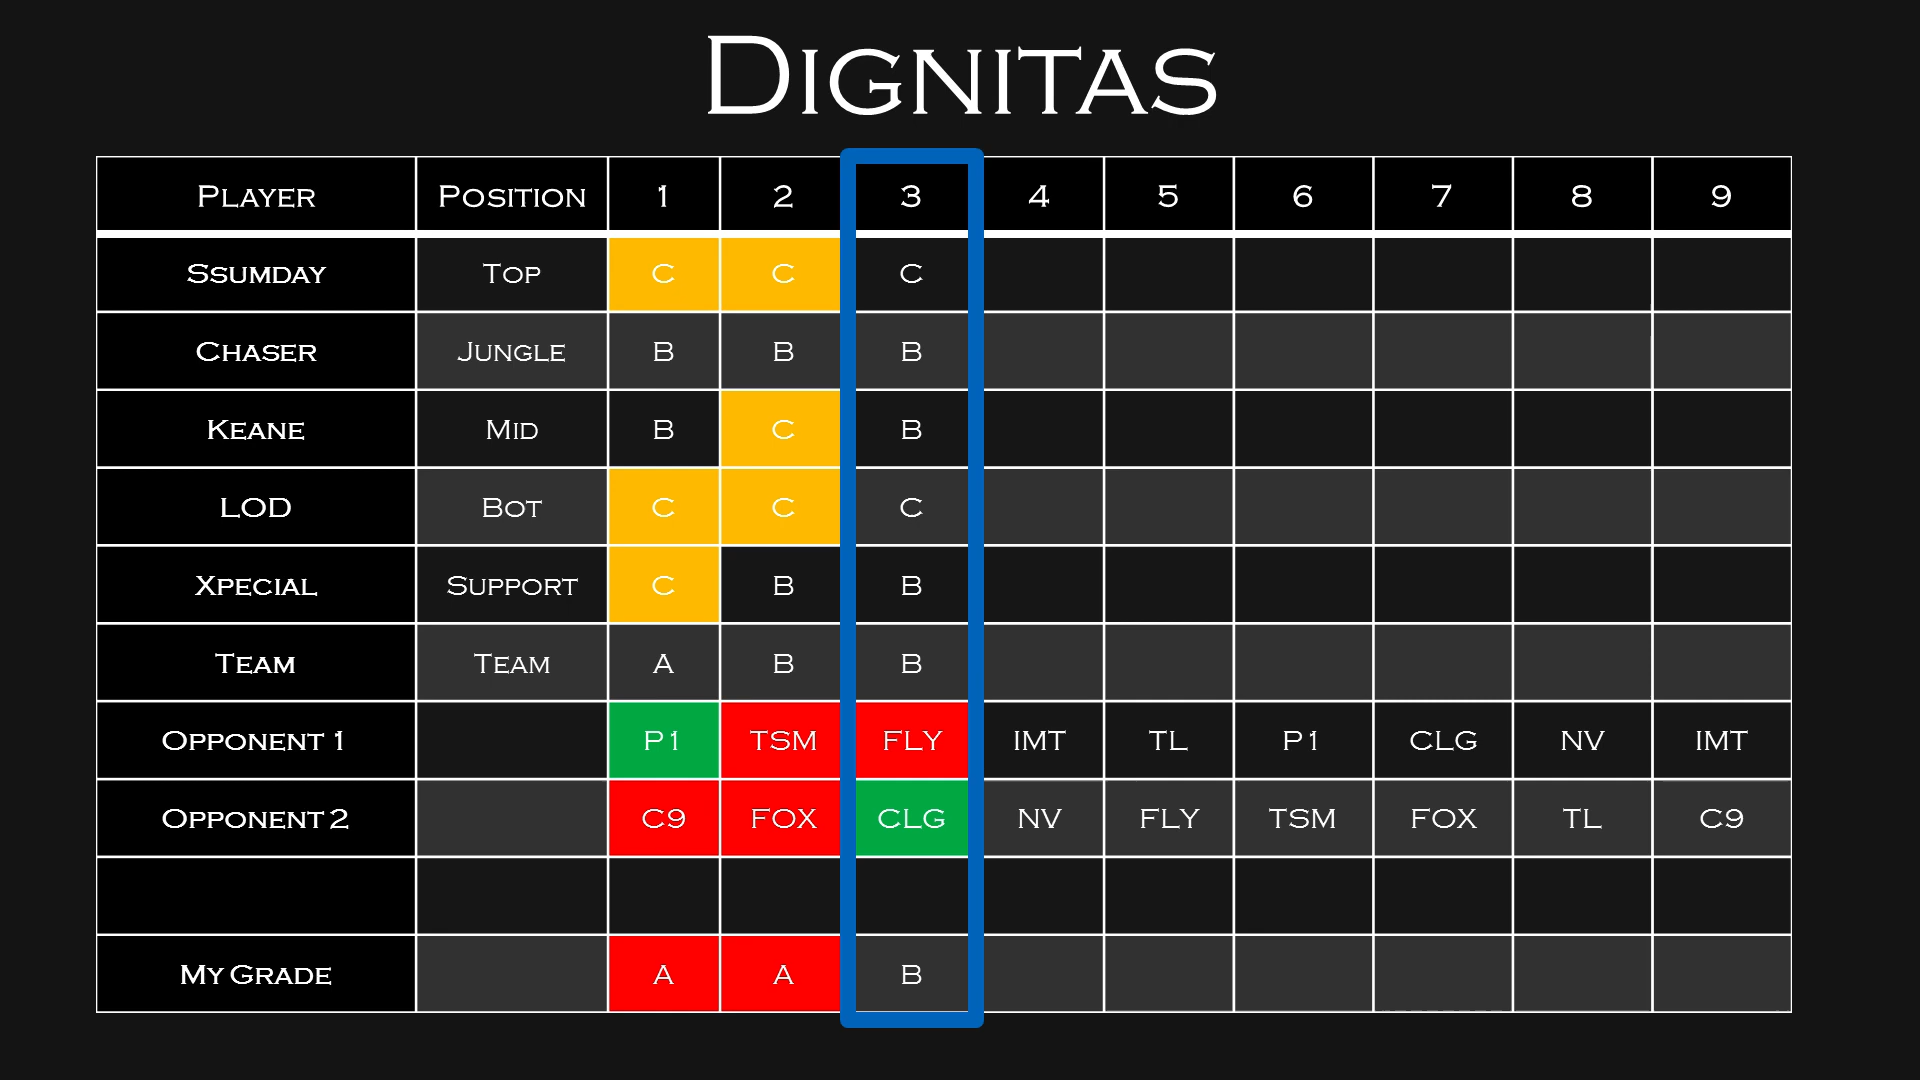 DIGNITAS
PLAYER POSITION 1 2 3 4 5 6 7 8 9
SSUMDAY TOP C C C
CHASER JUNGLE B B B
KEANE MID B C B
LOD BOT C C C
XPECIAL SUPPORT C B B
TEAM TEAM A B B
OPPONENT 1 P1 TSM FLY IMT TL P1 CLG NV IMT
OPPONENT 2 C9 FOX CLG NV FLY TSM FOX TL C9
MY GRADE A A B